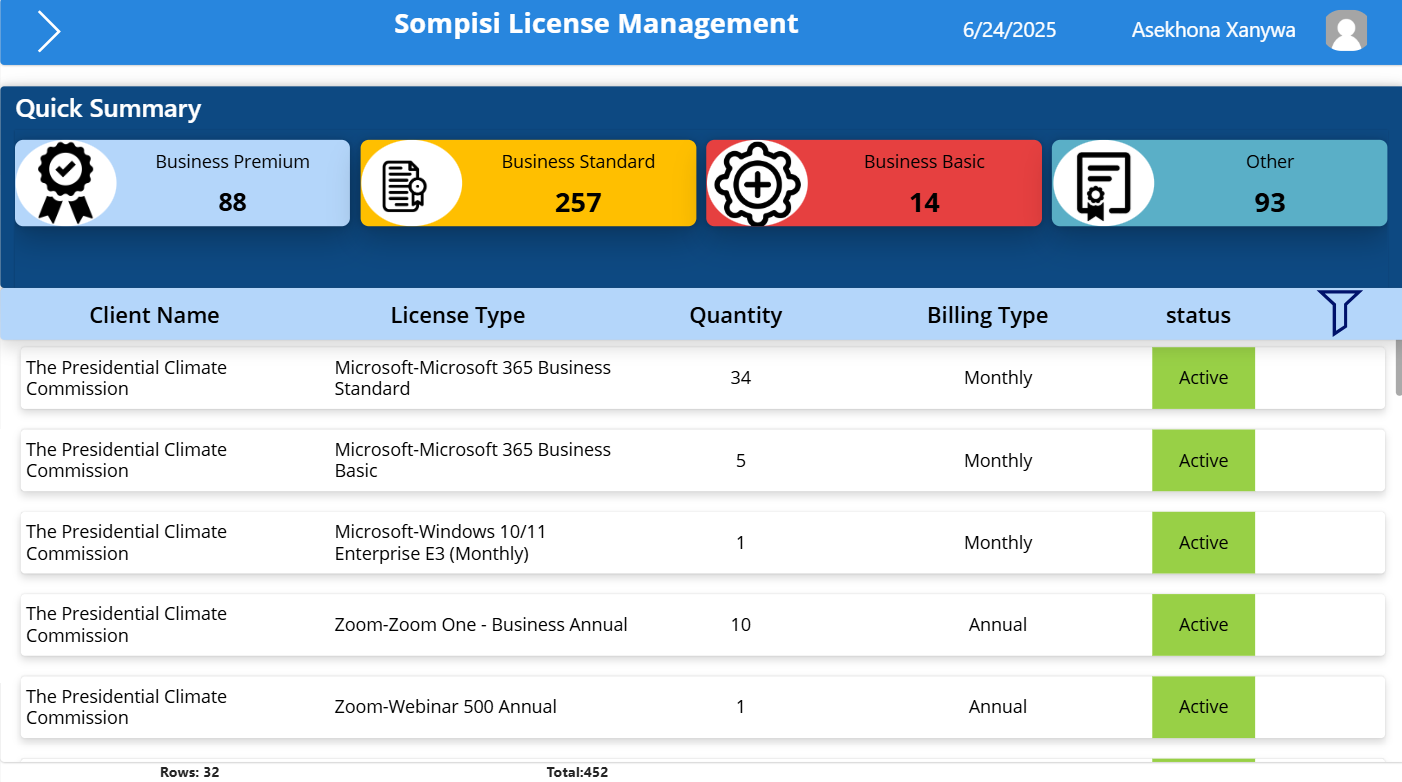 Sompisi License Management
6/24/2025
Asekhona Xanywa
Quick Summary
Business Premium
88
Business Standard
257
Business Basic
14
Other
93
Client Name License Type Quantity Billing Type status
The Presidential Climate
Commission
Microsoft-Microsoft 365 Business
Standard
34
Monthly
Active
The Presidential Climate
Commission
Microsoft-Microsoft 365 Business
Basic
5
Monthly
Active
The Presidential Climate
Commission
Microsoft-Windows 10/11
Enterprise E3 (Monthly)
1
Monthly
Active
The Presidential Climate
Commission
Zoom-Zoom One - Business Annual
10
Annual
Active
The Presidential Climate
Commission
Zoom-Webinar 500 Annual
1
Annual
Active
Rows: 32
Total:452